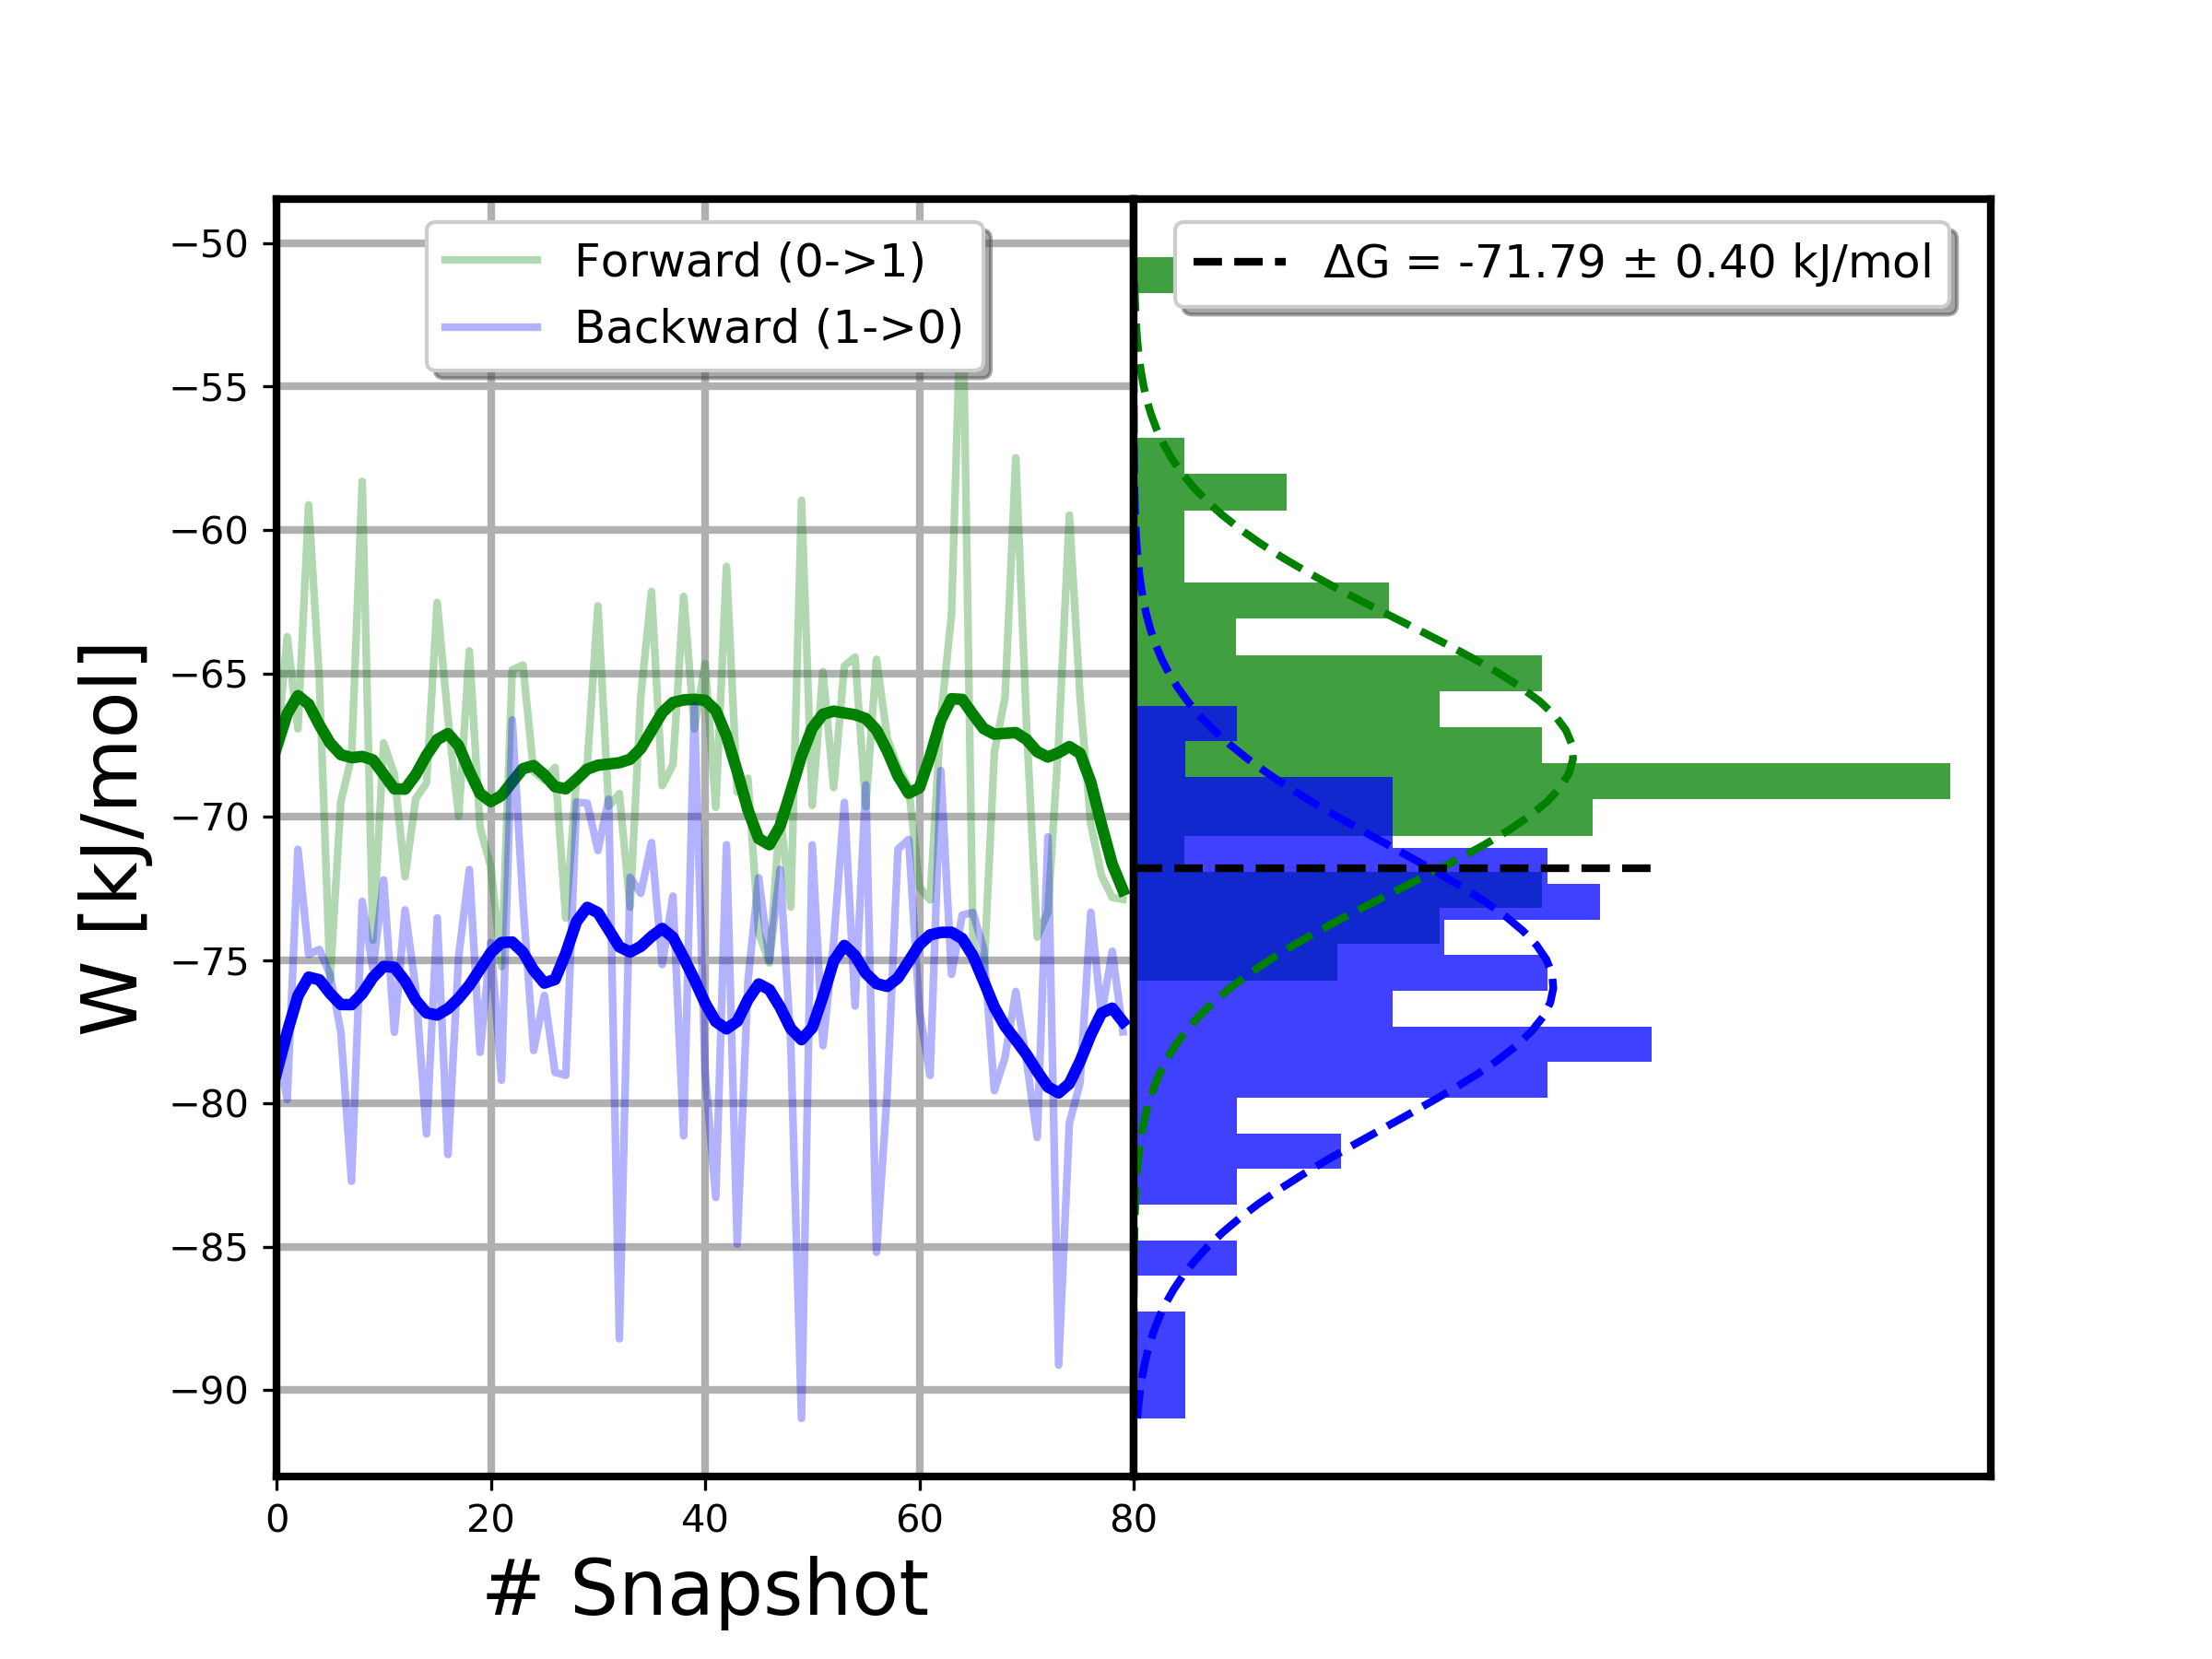 Forward (0->1)
Backward (1->0)
ΔG = -71.79 ± 0.40 kJ/mol
−50
−55
−60
−65
−70
−75
−80
−85
−90
W [kJ/mol]
0 20 40 60 80
# Snapshot